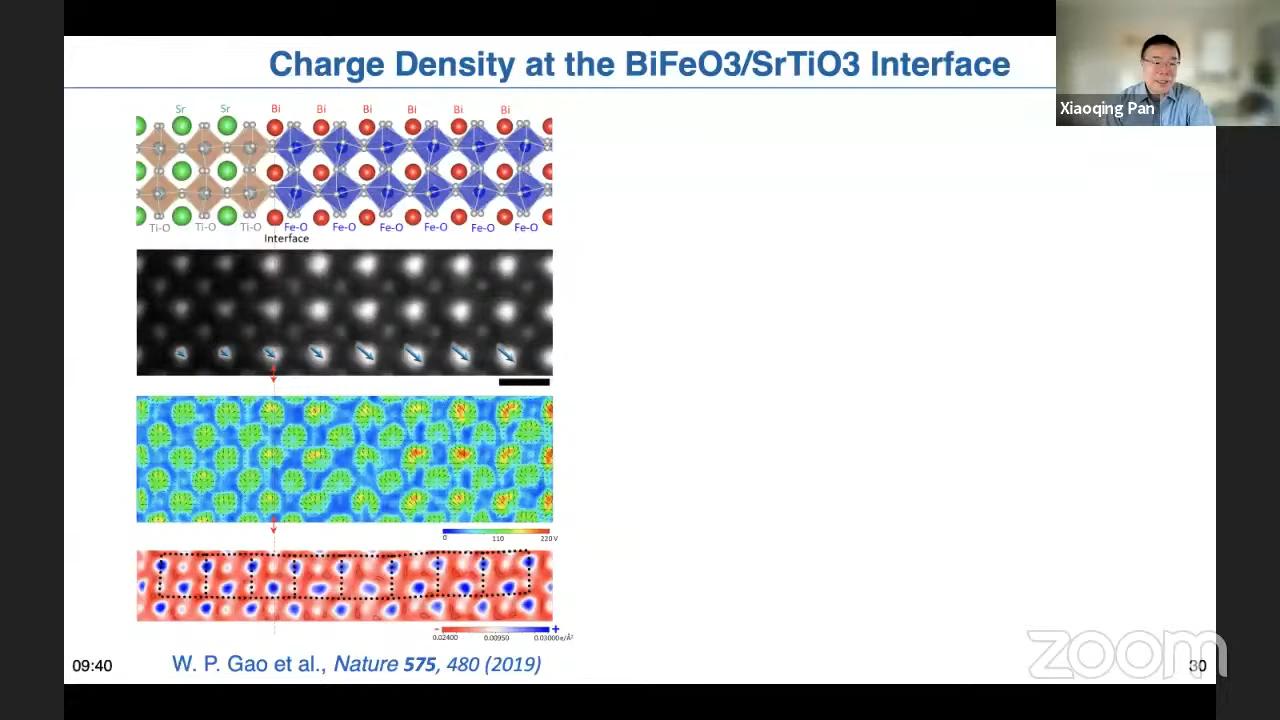 Charge Density at the BiFeO3/SrTiO3 Interface
Xiaoqing Pan
Sr Sr Bi Bi Bi Bi Bi Bi
Ti-O Ti-O Ti-O Fe-O Fe-O Fe-O Fe-O Fe-O Fe-O
Interface
0 110 220 V
- +
0.02400 0.00950 0.03000 e/Å²
09:40
W. P. Gao et al., Nature 575, 480 (2019)
zoom
30